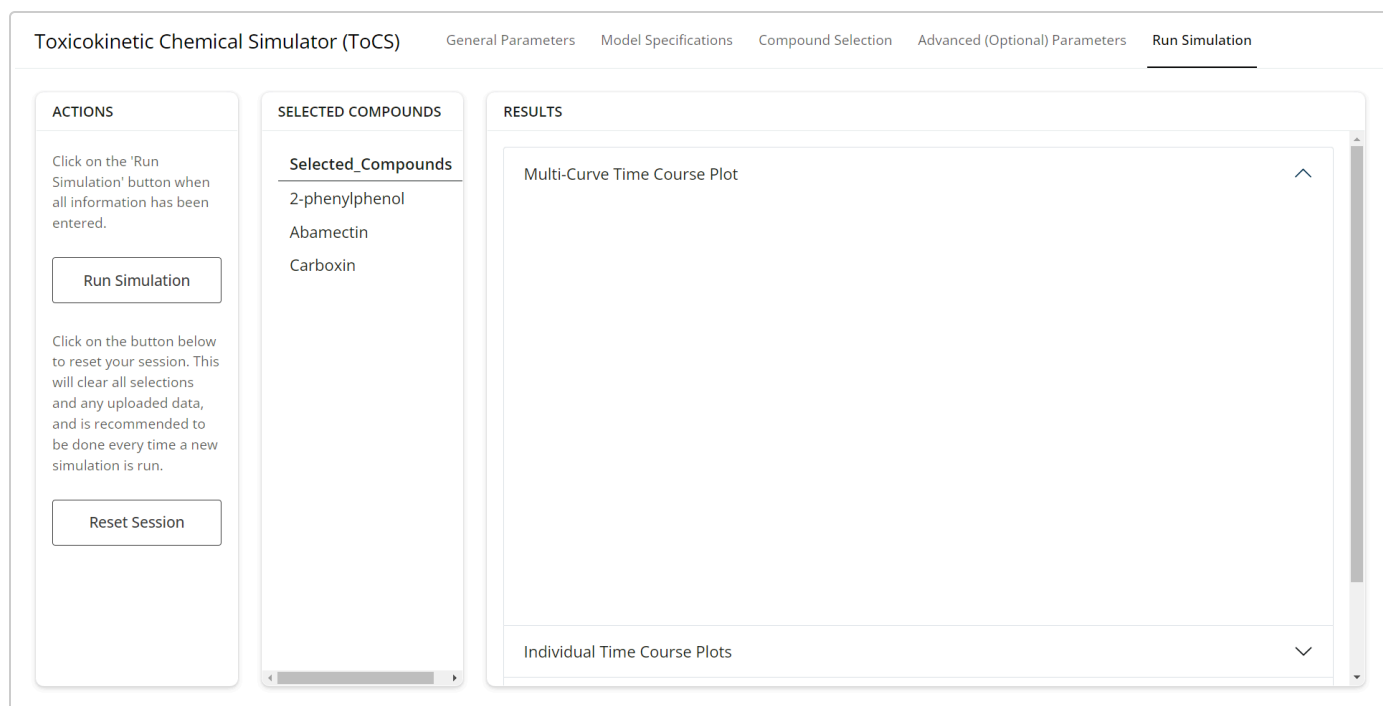 Toxicokinetic Chemical Simulator (ToCS)
General Parameters
Model Specifications
Compound Selection
Advanced (Optional) Parameters
Run Simulation
ACTIONS
Click on the 'Run
Simulation' button when
all information has been
entered.
Run Simulation
Click on the button below
to reset your session. This
will clear all selections
and any uploaded data,
and is recommended to
be done every time a new
simulation is run.
Reset Session
SELECTED COMPOUNDS
Selected_Compounds
2-phenylphenol
Abamectin
Carboxin
RESULTS
Multi-Curve Time Course Plot
Individual Time Course Plots